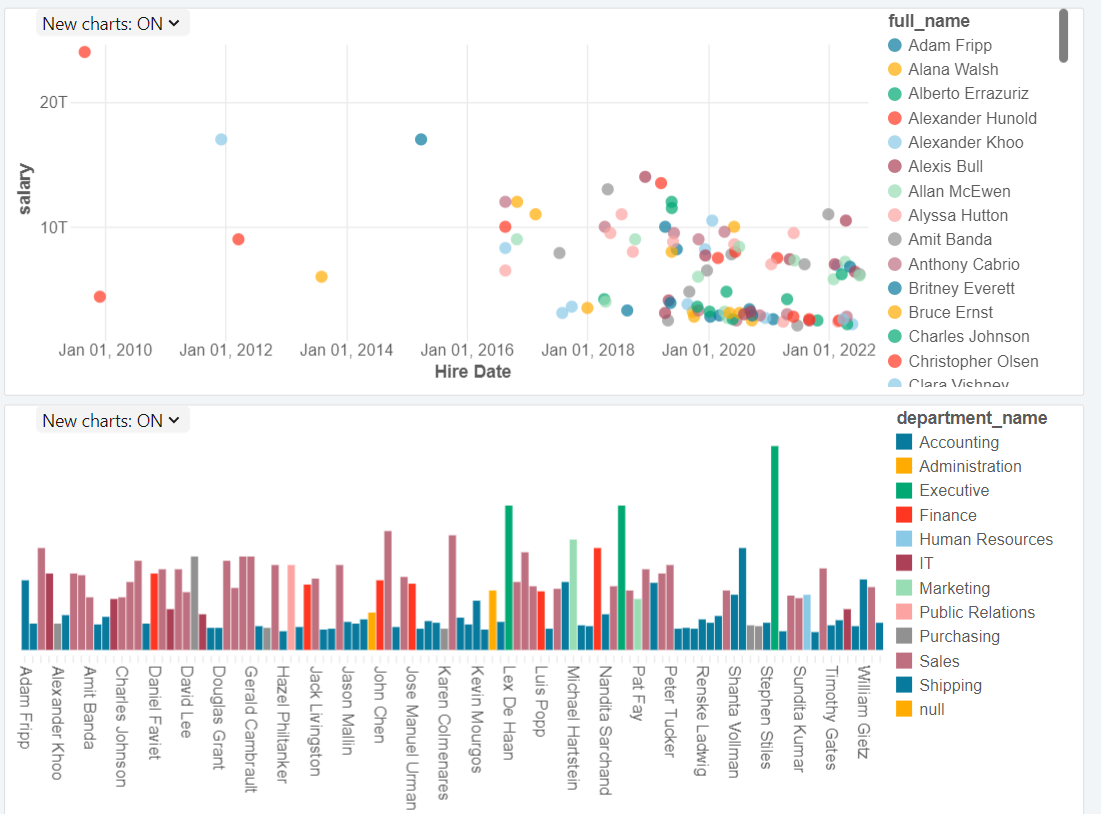 New charts: ON
full_name
Adam Fripp
Alana Walsh
Alberto Errazuriz
Alexander Hunold
Alexander Khoo
Alexis Bull
Allan McEwen
Alyssa Hutton
Amit Banda
Anthony Cabrio
Britney Everett
Bruce Ernst
Charles Johnson
Christopher Olsen
Clara Vishney
salary
20T
10T
Jan 01, 2010
Jan 01, 2012
Jan 01, 2014
Jan 01, 2016
Jan 01, 2018
Jan 01, 2020
Jan 01, 2022
Hire Date
New charts: ON
department_name
Accounting
Administration
Executive
Finance
Human Resources
IT
Marketing
Public Relations
Purchasing
Sales
Shipping
null
Adam Fripp
Alexander Khoo
Amit Banda
Charles Johnson
Daniel Faviet
David Lee
Douglas Grant
Gerald Cambrault
Hazel Philtanker
Jack Livingston
Jason Mallin
John Chen
Jose Manuel Urman
Karen Colmenares
Kevin Mourgos
Lex De Haan
Luis Popp
Michael Hartstein
Nandita Sarchand
Pat Fay
Peter Tucker
Renske Ladwig
Shanta Vollman
Stephen Stiles
Sundita Kumar
Timothy Gates
William Gietz